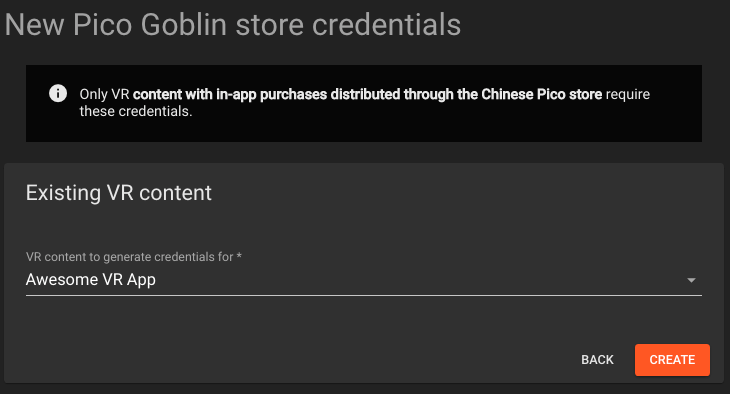 New Pico Goblin store credentials
Only VR content with in-app purchases distributed through the Chinese Pico store require
these credentials.
Existing VR content
VR content to generate credentials for *
Awesome VR App
BACK
CREATE